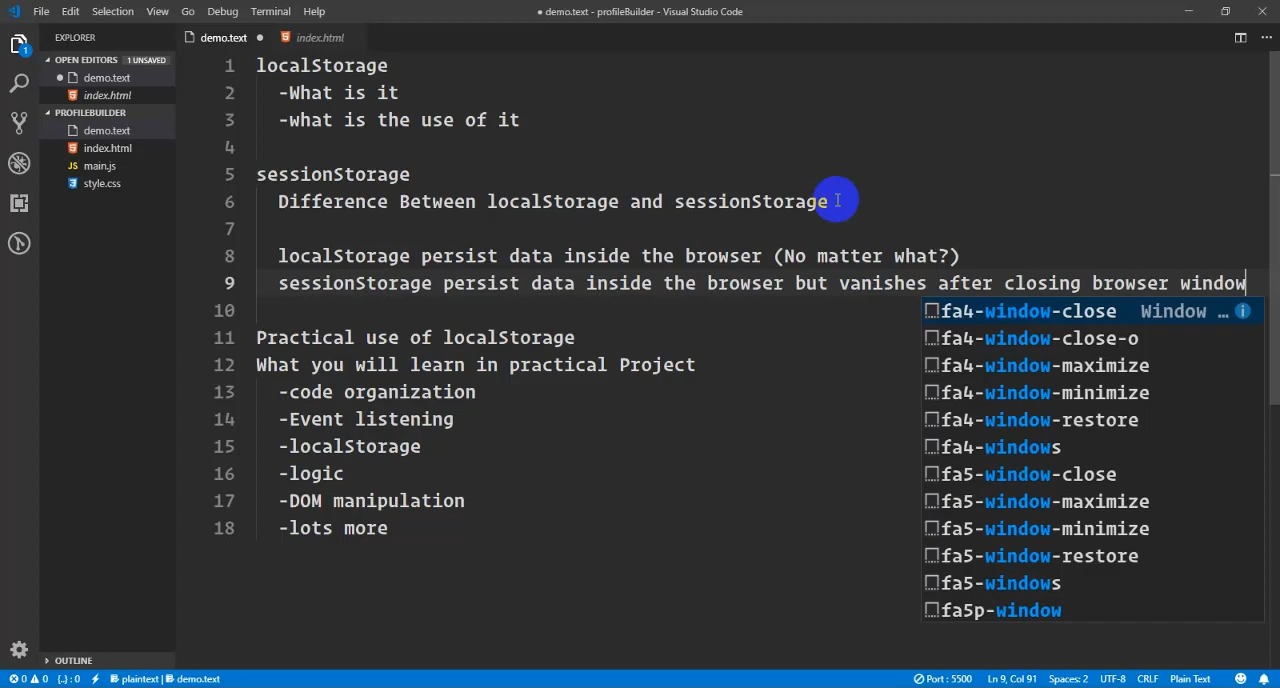 File Edit Selection View Go Debug Terminal Help
● demo.text - profileBuilder - Visual Studio Code
EXPLORER
OPEN EDITORS 1 UNSAVED
demo.text
index.html
PROFILEBUILDER
demo.text
index.html
JS main.js
style.css
OUTLINE
demo.text
index.html
1 localStorage
2 -What is it
3 -what is the use of it
4
5 sessionStorage
6 Difference Between localStorage and sessionStorage
7
8 localStorage persist data inside the browser (No matter what?)
9 sessionStorage persist data inside the browser but vanishes after closing browser window
10
11 Practical use of localStorage
12 What you will learn in practical Project
13 -code organization
14 -Event listening
15 -localStorage
16 -logic
17 -DOM manipulation
18 -lots more
fa4-window-close Window ...
fa4-window-close-o
fa4-window-maximize
fa4-window-minimize
fa4-window-restore
fa4-windows
fa5-window-close
fa5-window-maximize
fa5-window-minimize
fa5-window-restore
fa5-windows
fa5p-window
1
0 0 {..} : 0 plaintext | demo.text
Port : 5500 Ln 9, Col 91 Spaces: 2 UTF-8 CRLF Plain Text